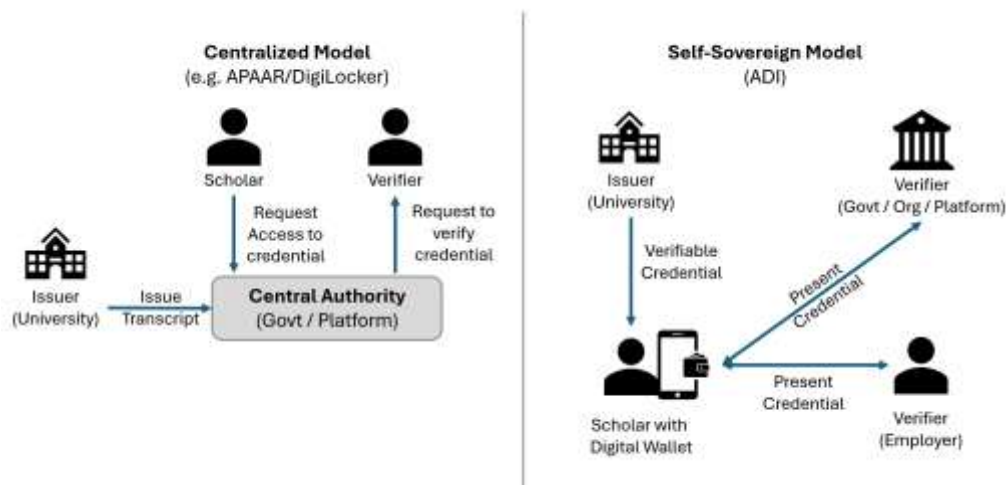 Centralized Model
(e.g. APAAR/DigiLocker)
Scholar
Verifier
Request
Access to
credential
Request to
verify
credential
Issuer
(University)
Issue
Transcript
Central Authority
(Govt / Platform)
Self-Sovereign Model
(ADI)
Issuer
(University)
Verifier
(Govt / Org / Platform)
Verifiable
Credential
Present
Credential
Present
Credential
Scholar with
Digital Wallet
Verifier
(Employer)